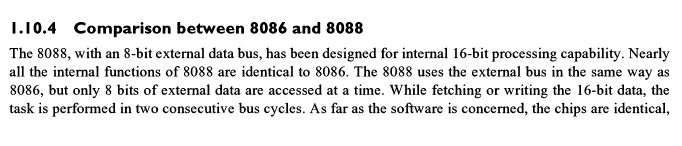 1.10.4 Comparison between 8086 and 8088
The 8088, with an 8-bit external data bus, has been designed for internal 16-bit processing capability. Nearly
all the internal functions of 8088 are identical to 8086. The 8088 uses the external bus in the same way as
8086, but only 8 bits of external data are accessed at a time. While fetching or writing the 16-bit data, the
task is performed in two consecutive bus cycles. As far as the software is concerned, the chips are identical,